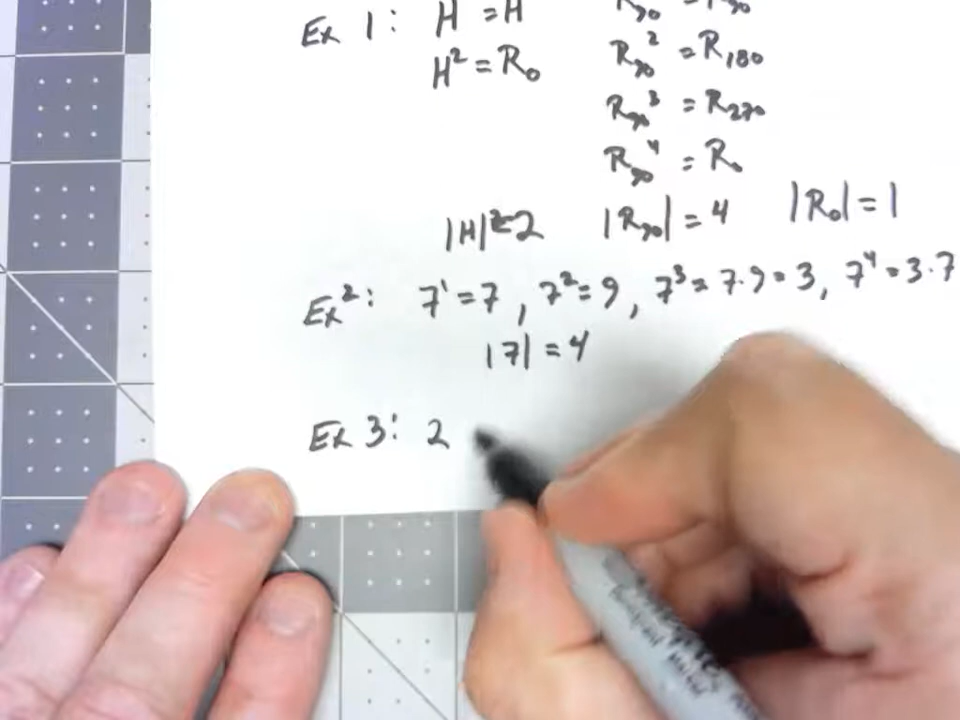 Ex 1: H = H
H² = R₀
R₉₀² = R₁₈₀
R₉₀³ = R₂₇₀
R₉₀⁴ = R₀
|H| = 2 |R₉₀| = 4 |R₀| = 1
Ex 2: 7¹ = 7, 7² = 9, 7³ = 7·9 = 3, 7⁴ = 3·7
|7| = 4
Ex 3: 2